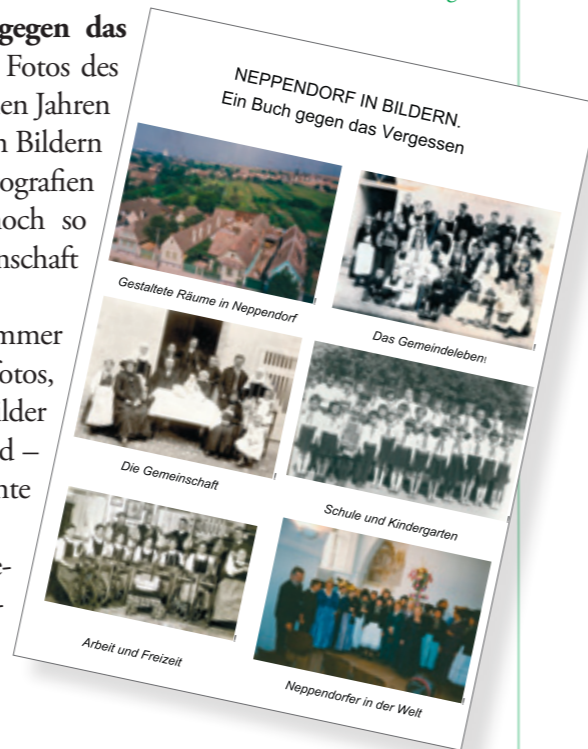 gegen das
Fotos des
en Jahren
Bildern
ografien
noch so
nschaft
mmer
otos,
ilder
d –
nte
NEPPENDORF IN BILDERN.
Ein Buch gegen das Vergessen
Gestaltete Räume in Neppendorf
Das Gemeindeleben
Die Gemeinschaft
Schule und Kindergarten
Arbeit und Freizeit
Neppendorfer in der Welt